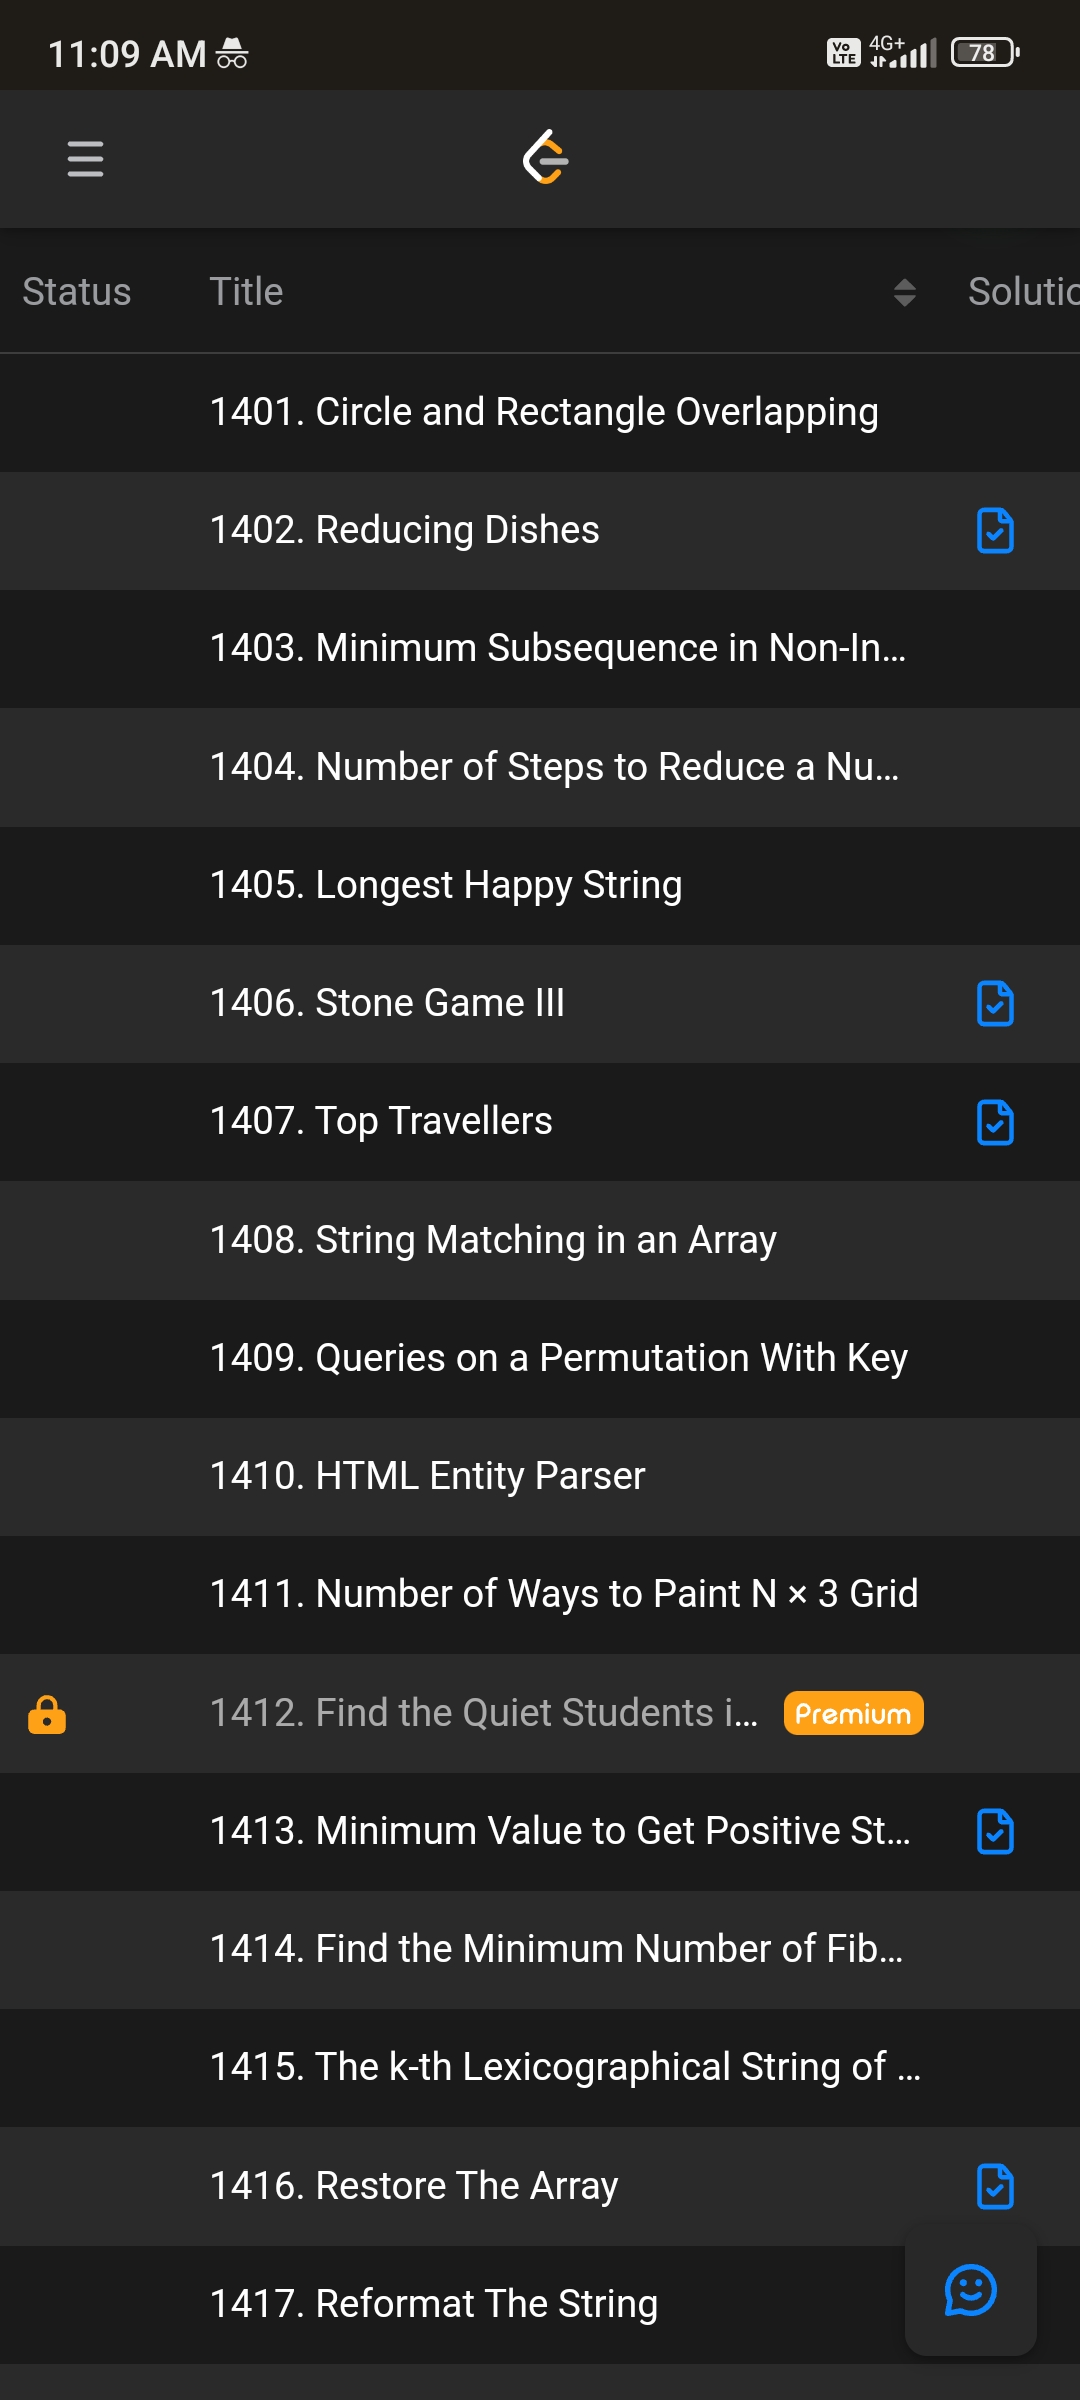 11:09 AM Vo LTE 4G+ 78
Status Title Solutio
1401. Circle and Rectangle Overlapping
1402. Reducing Dishes
1403. Minimum Subsequence in Non-In...
1404. Number of Steps to Reduce a Nu...
1405. Longest Happy String
1406. Stone Game III
1407. Top Travellers
1408. String Matching in an Array
1409. Queries on a Permutation With Key
1410. HTML Entity Parser
1411. Number of Ways to Paint N × 3 Grid
1412. Find the Quiet Students i... Premium
1413. Minimum Value to Get Positive St...
1414. Find the Minimum Number of Fib...
1415. The k-th Lexicographical String of ...
1416. Restore The Array
1417. Reformat The String